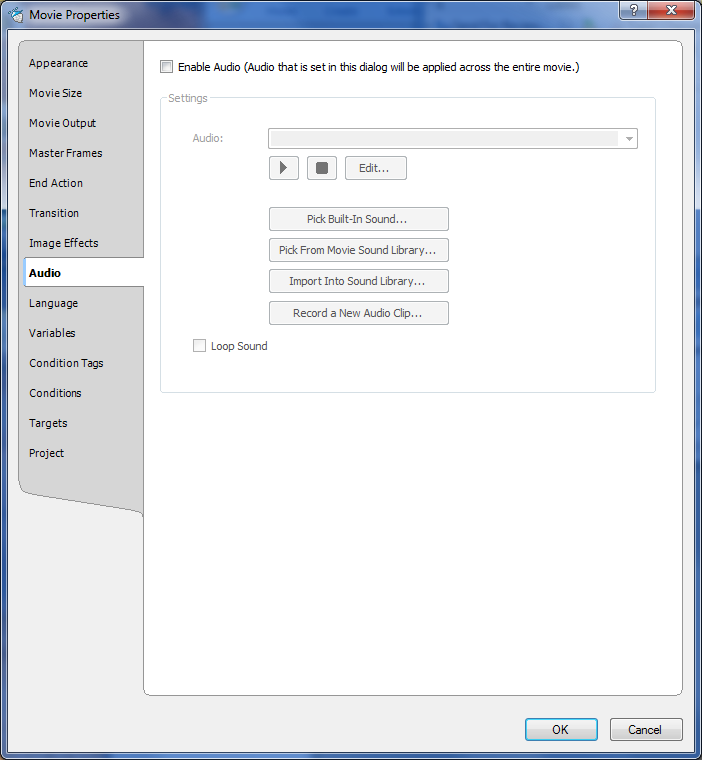 Movie Properties
?
Appearance
Movie Size
Movie Output
Master Frames
End Action
Transition
Image Effects
Audio
Language
Variables
Condition Tags
Conditions
Targets
Project
Enable Audio (Audio that is set in this dialog will be applied across the entire movie.)
Settings
Audio:
Edit...
Pick Built-In Sound...
Pick From Movie Sound Library...
Import Into Sound Library...
Record a New Audio Clip...
Loop Sound
OK
Cancel